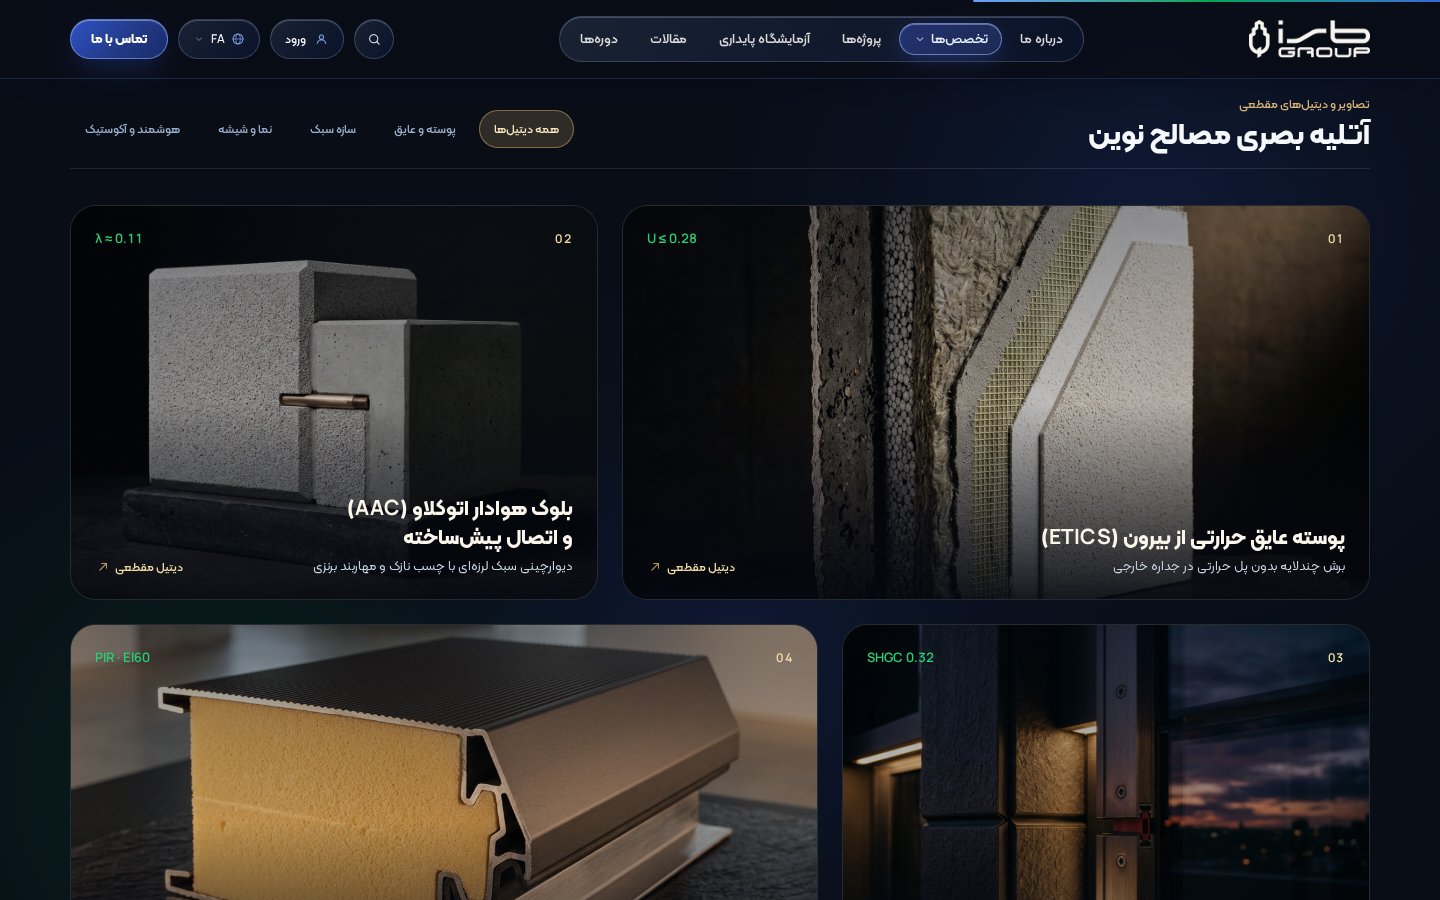 isb
GROUP
درباره ما
تخصص‌ها
پروژه‌ها
آزمایشگاه پایداری
مقالات
دوره‌ها
ورود
FA
تماس با ما
تصاویر و دیتیل‌های مقطعی
آتلیه بصری مصالح نوین
همه دیتیل‌ها
پوسته و عایق
سازه سبک
نما و شیشه
هوشمند و آکوستیک
01
U ≤ 0.28
پوسته عایق حرارتی از بیرون (ETICS)
برش چندلایه بدون پل حرارتی در جداره خارجی
دیتیل مقطعی
02
λ ≈ 0.11
بلوک هوادار اتوکلاو (AAC)
و اتصال پیش‌ساخته
دیوارچینی سبک لرزه‌ای با چسب نازک و مهاربند برنزی
دیتیل مقطعی
03
SHGC 0.32
04
PIR · EI60